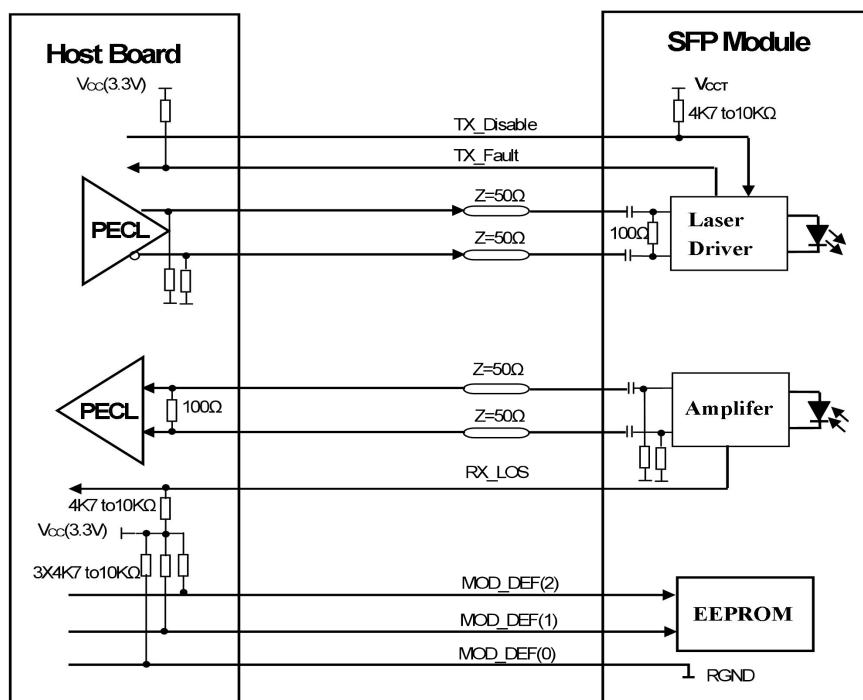 Host Board
SFP Module
Vcc(3.3V)
VCCT
4K7 to10KΩ
TX_Disable
TX_Fault
Z=50Ω
PECL
100Ω
Laser
Driver
Z=50Ω
Z=50Ω
PECL
100Ω
Amplifer
Z=50Ω
RX_LOS
4K7 to10KΩ
Vcc(3.3V)
3X4K7 to10KΩ
MOD_DEF(2)
EEPROM
MOD_DEF(1)
MOD_DEF(0)
RGND